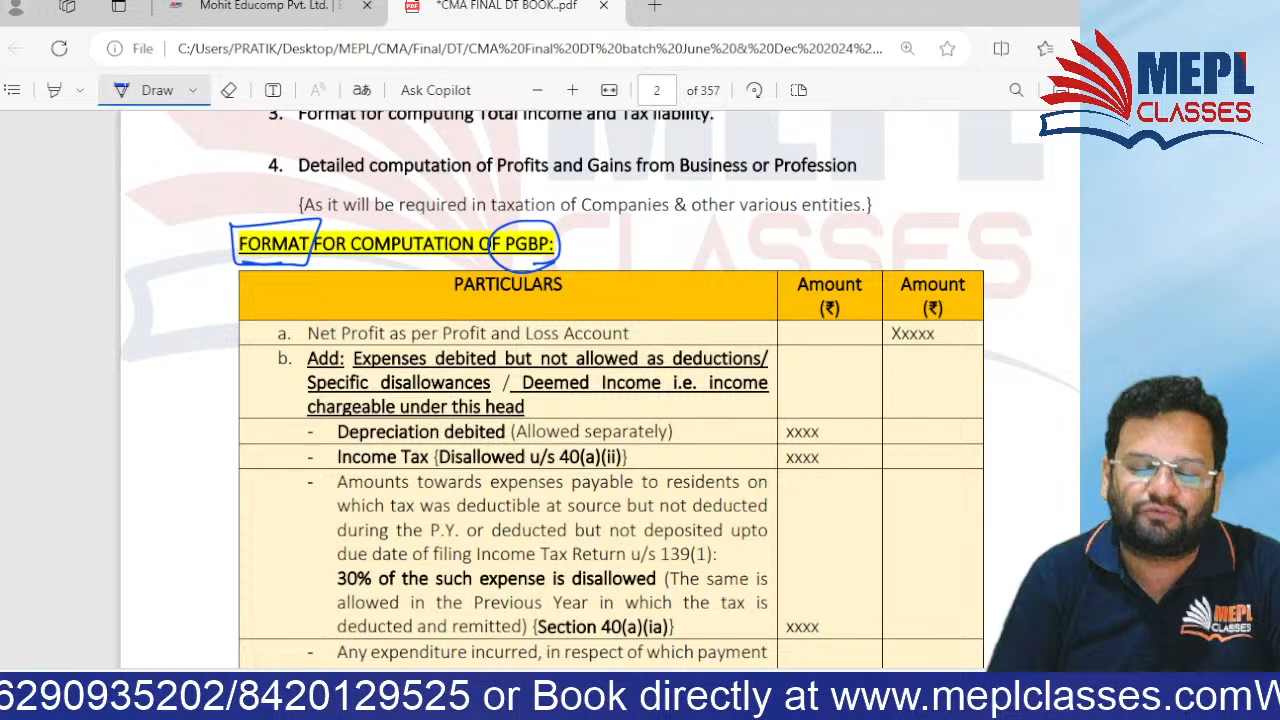 Mohit Educomp Pvt. Ltd. | E
*CMA FINAL DT BOOK..pdf
File
C:/Users/PRATIK/Desktop/MEPL/CMA/Final/DT/CMA%20Final%20DT%20batch%20June%20&%20Dec%202024%2...
Draw
aあ
Ask Copilot
2
of 357
MEPL
CLASSES
3. Format for computing Total Income and Tax liability.
4. Detailed computation of Profits and Gains from Business or Profession
{As it will be required in taxation of Companies & other various entities.}
FORMAT FOR COMPUTATION OF PGBP:
PARTICULARS
Amount
(₹)
Amount
(₹)
a. Net Profit as per Profit and Loss Account
Xxxxx
b. Add: Expenses debited but not allowed as deductions/
Specific disallowances / Deemed Income i.e. income
chargeable under this head
- Depreciation debited (Allowed separately)
xxxx
- Income Tax {Disallowed u/s 40(a)(ii)}
xxxx
- Amounts towards expenses payable to residents on
which tax was deductible at source but not deducted
during the P.Y. or deducted but not deposited upto
due date of filing Income Tax Return u/s 139(1):
30% of the such expense is disallowed (The same is
allowed in the Previous Year in which the tax is
deducted and remitted) {Section 40(a)(ia)}
xxxx
- Any expenditure incurred, in respect of which payment
MEPL
CLASSES
MEPL
CLASSES
6290935202/8420129525 or Book directly at www.meplclasses.comW